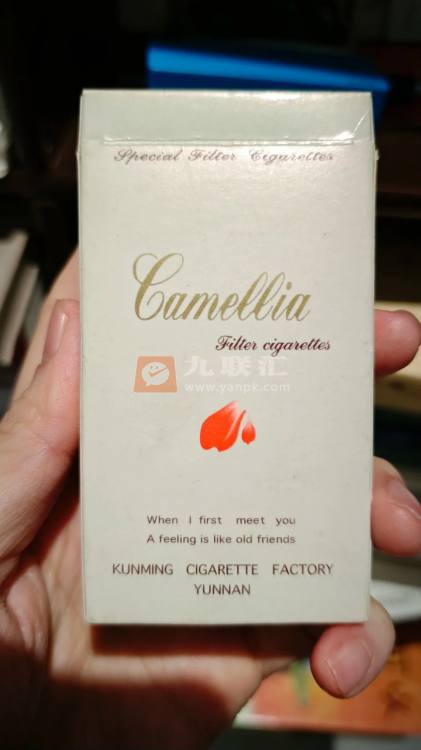 Special Filter Cigarettes
Camellia
Filter cigarettes
九联汇
www.yanpk.com
When I first meet you
A feeling is like old friends
KUNMING CIGARETTE FACTORY
YUNNAN